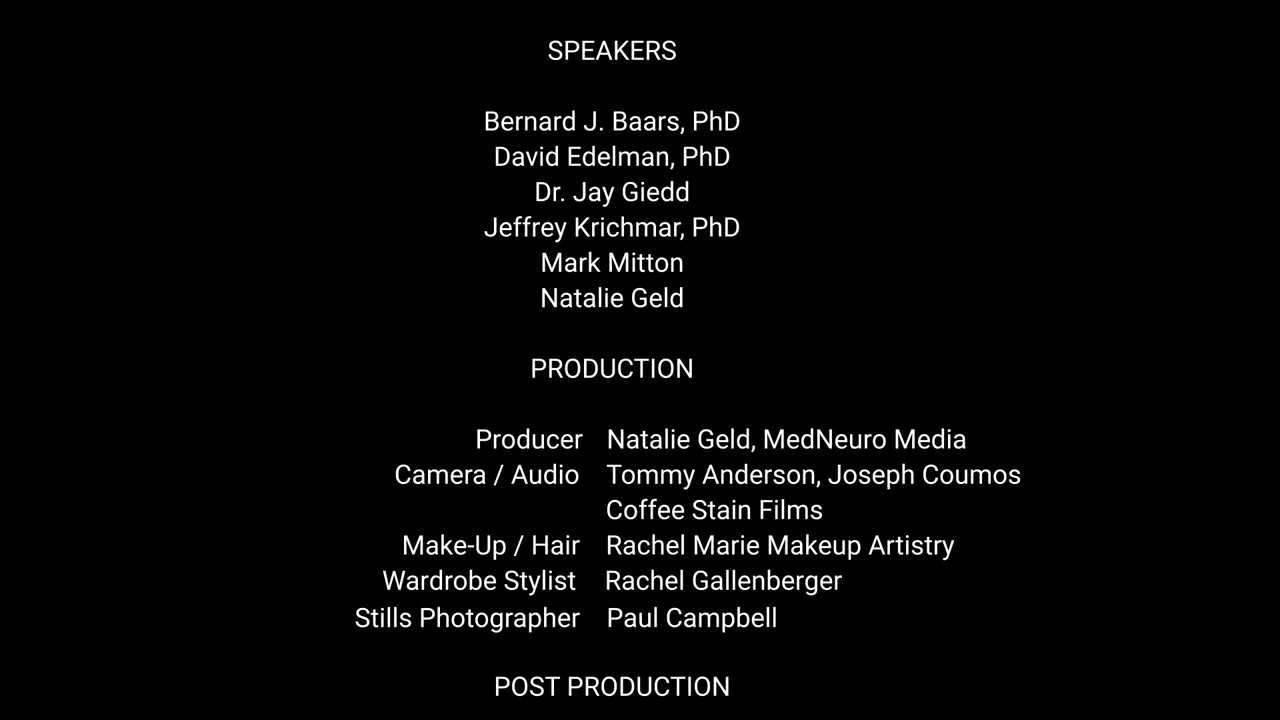 SPEAKERS
Bernard J. Baars, PhD
David Edelman, PhD
Dr. Jay Giedd
Jeffrey Krichmar, PhD
Mark Mitton
Natalie Geld
PRODUCTION
Producer Natalie Geld, MedNeuro Media
Camera / Audio Tommy Anderson, Joseph Coumos
Coffee Stain Films
Make-Up / Hair Rachel Marie Makeup Artistry
Wardrobe Stylist Rachel Gallenberger
Stills Photographer Paul Campbell
POST PRODUCTION